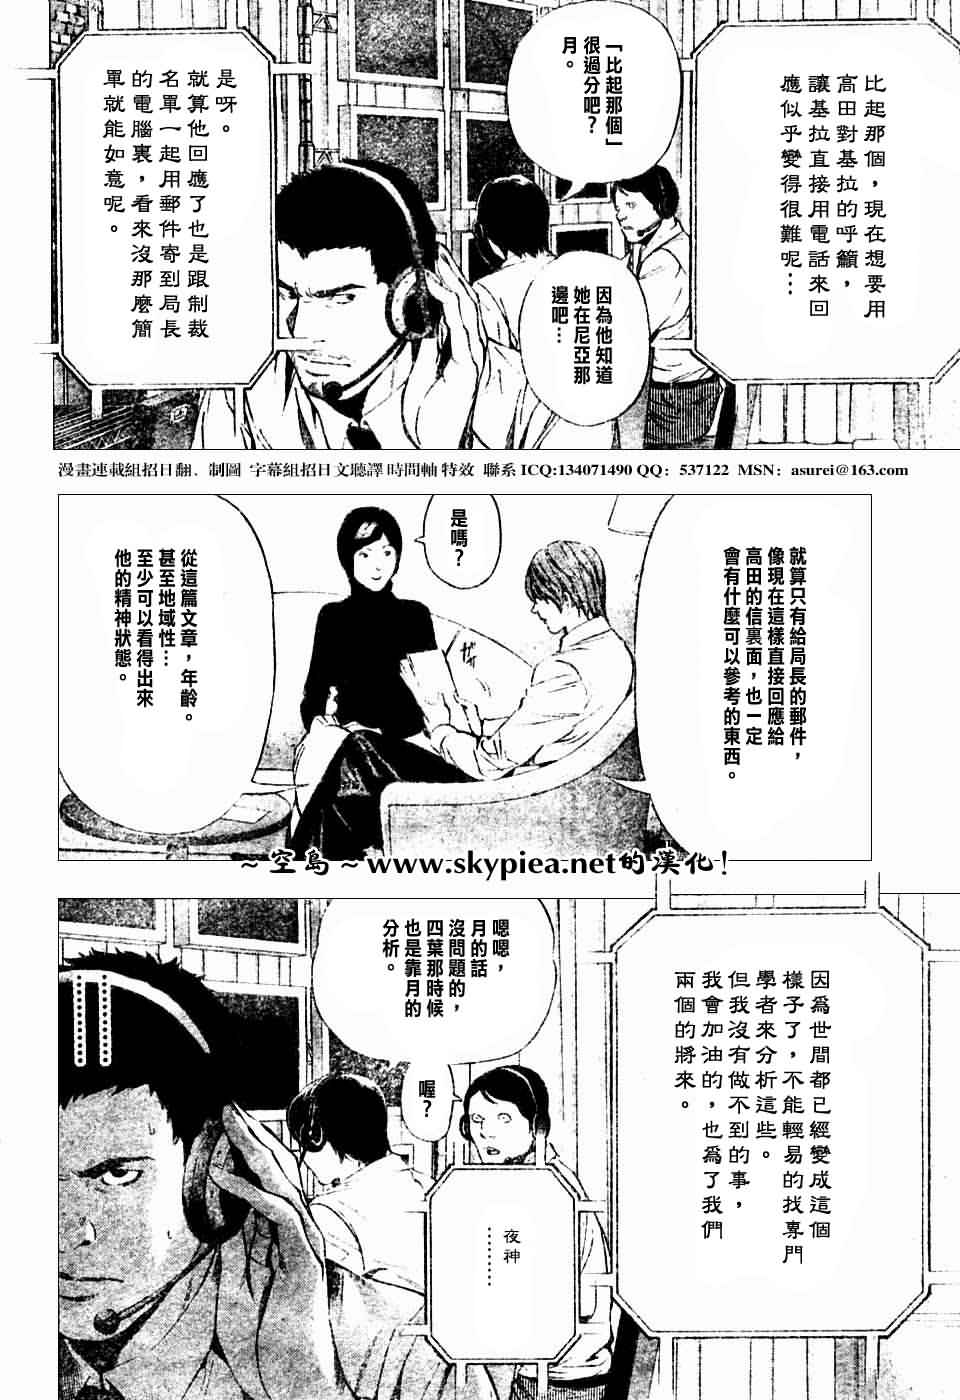 比起那個，現在想要用
高田對基拉的呼籲，
讓基拉直接用電話來回
應似乎變得很難呢…
「比起那個」
很過分吧？
月。
因為他知道
她在尼亞那
邊吧…
是呀。
就算他回應了也是跟制裁
名單一起用郵件寄到局長
的電腦裏，看來沒那麼簡
單就能如意呢。
漫畫連載組招日翻、制圖 字幕組招日文聽譯 時間軸 特效 聯系 ICQ:134071490 QQ：537122 MSN：asurei@163.com
就算只有給局長的郵件，
像現在這樣直接回應給
高田的信裏面，也一定
會有什麼可以參考的東西。
是嗎？
從這篇文章，年齡。
甚至地域性…
至少可以看得出來
他的精神狀態。
~空島~www.skypiea.net的漢化!
因爲世間都已經變成這個
樣子了，不能輕易的找專門
學者來分析這些。
但我沒有做不到的事，
我會加油的，也爲了我們
兩個的將來。
嗯嗯，
月的話
沒問題的，
四葉那時候
也是靠月的
分析。
喔？
夜神
………